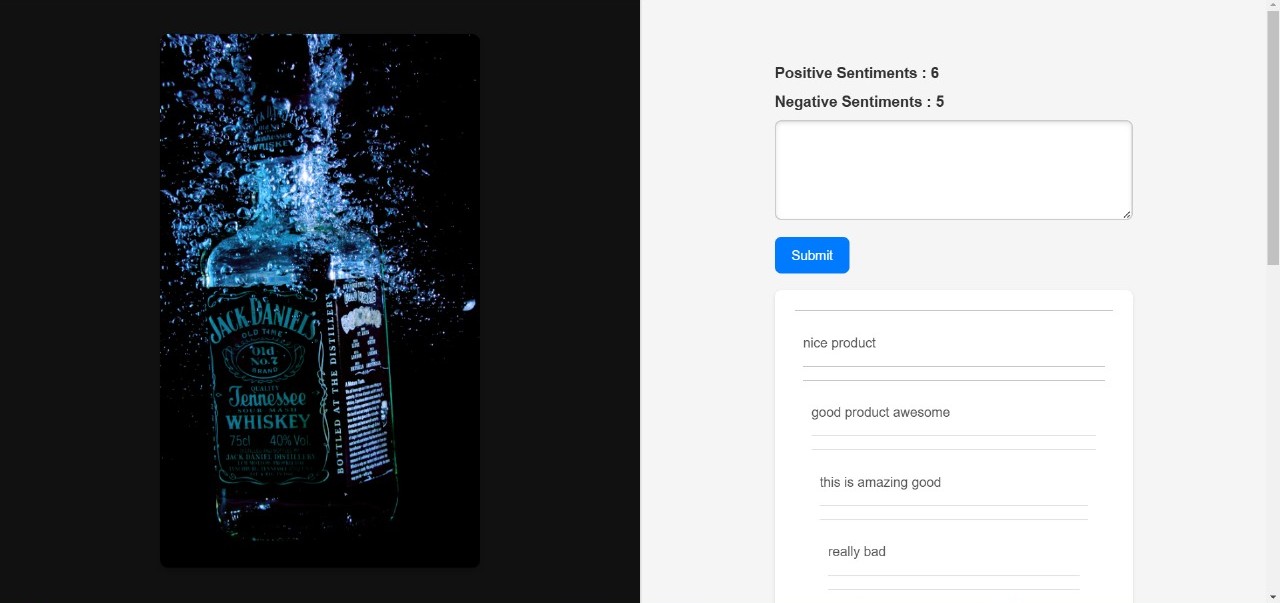 Tennessee
WHISKEY
JACK DANIEL'S
OLD TIME
Old
No.7
BRAND
QUALITY
Tennessee
SOUR MASH
WHISKEY
75cl 40% Vol.
JACK DANIEL DISTILLERY
BOTTLED AT THE DISTILLERY
Positive Sentiments : 6
Negative Sentiments : 5
Submit
nice product
good product awesome
this is amazing good
really bad